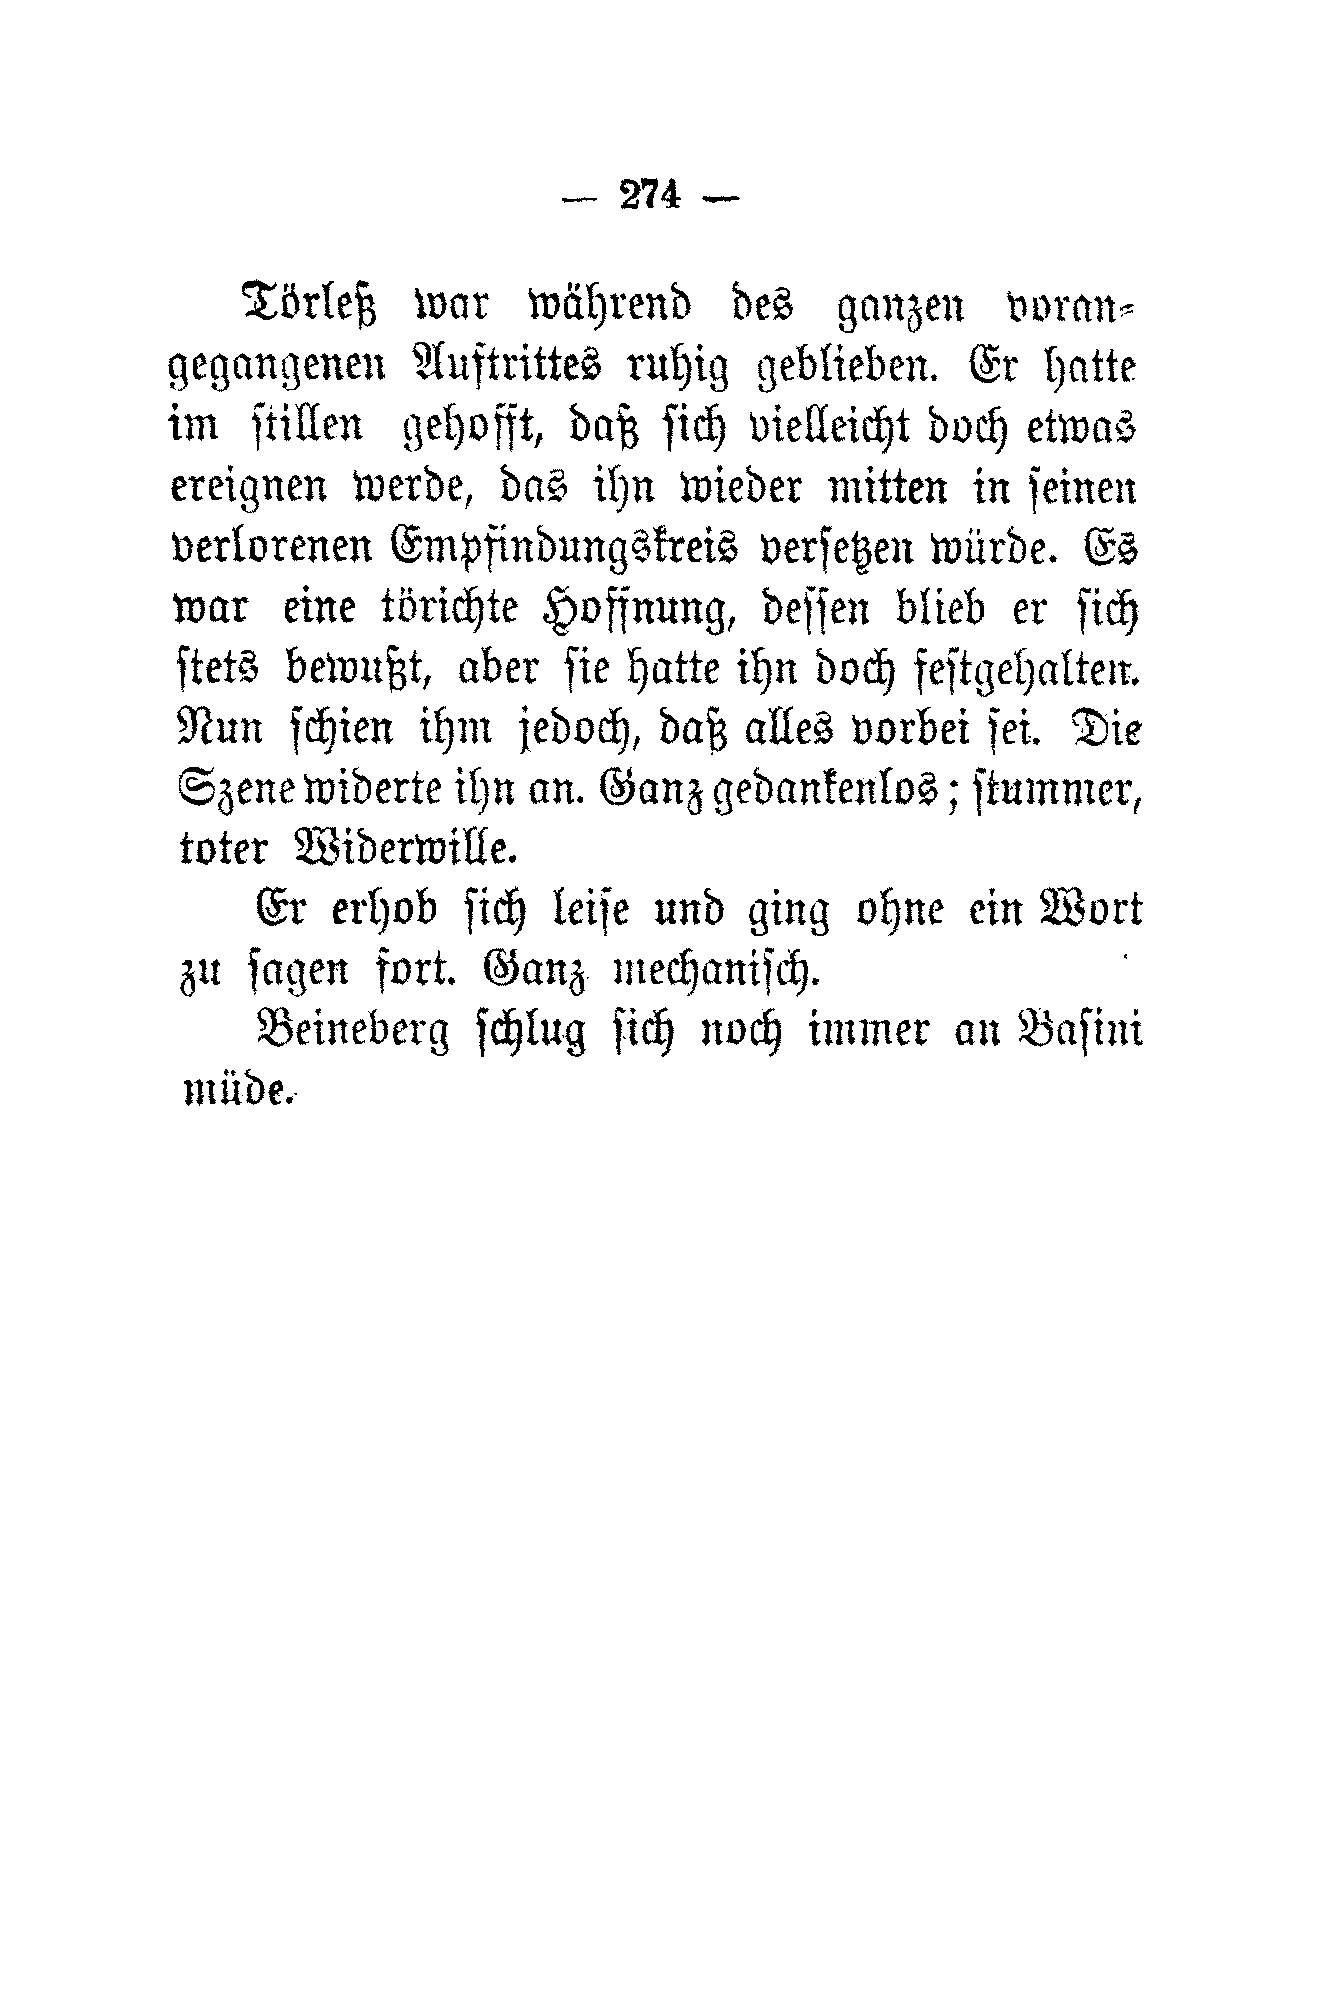 — 274 —
Törleß war während des ganzen voran-
gegangenen Auftrittes ruhig geblieben. Er hatte
im stillen gehofft, daß sich vielleicht doch etwas
ereignen werde, das ihn wieder mitten in seinen
verlorenen Empfindungskreis versetzen würde. Es
war eine törichte Hoffnung, dessen blieb er sich
stets bewußt, aber sie hatte ihn doch festgehalten.
Nun schien ihm jedoch, daß alles vorbei sei. Die
Szene widerte ihn an. Ganz gedankenlos; stummer,
toter Widerwille.
Er erhob sich leise und ging ohne ein Wort
zu sagen fort. Ganz mechanisch.
Beineberg schlug sich noch immer an Basini
müde.